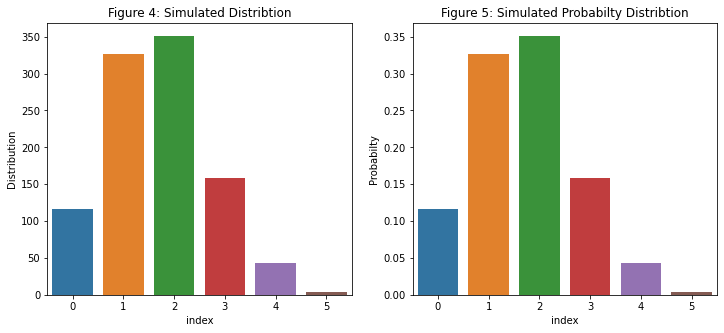 Figure 4: Simulated Distribtion
Distribution
350
300
250
200
150
100
50
0
0 1 2 3 4 5
index
Figure 5: Simulated Probabilty Distribtion
Probabilty
0.35
0.30
0.25
0.20
0.15
0.10
0.05
0.00
0 1 2 3 4 5
index